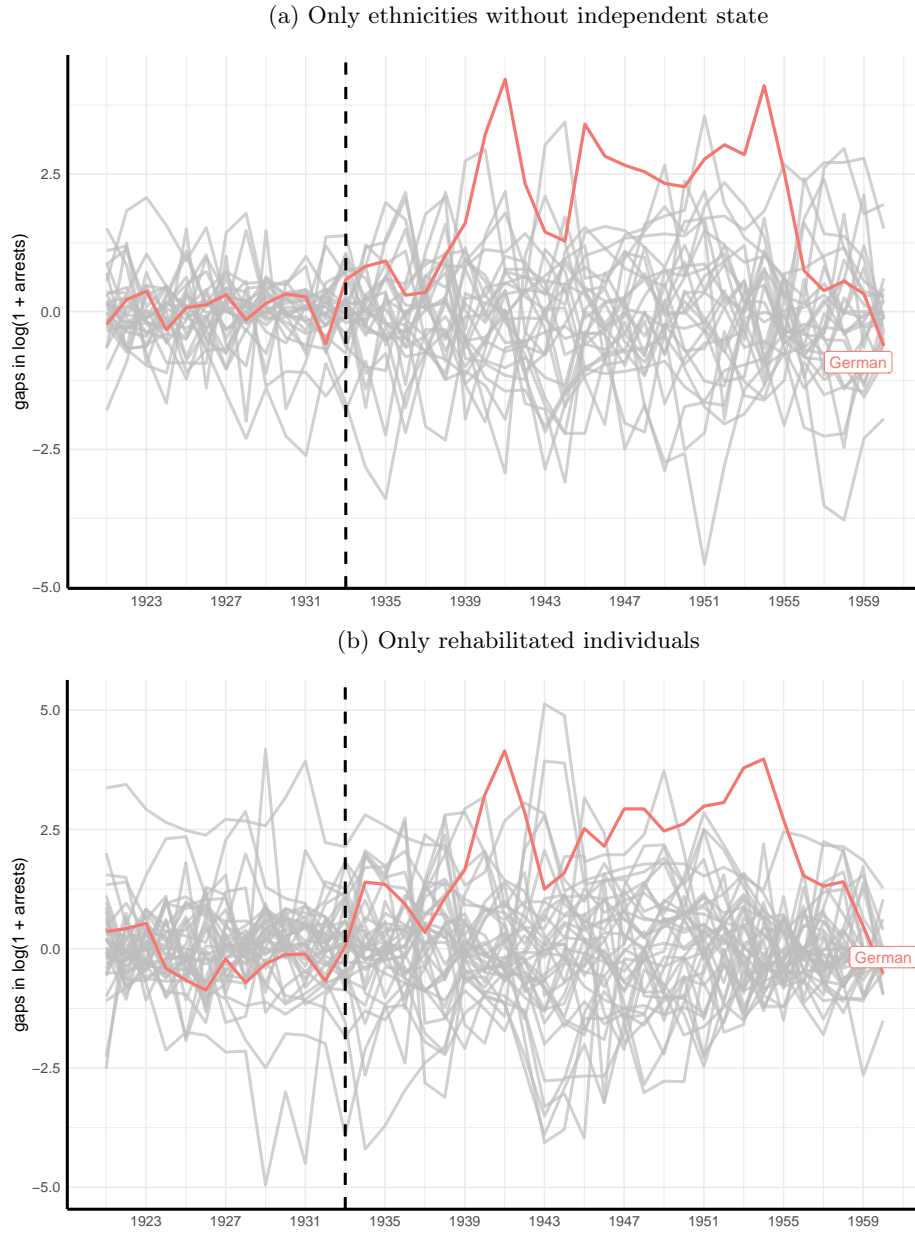 (a) Only ethnicities without independent state
gaps in log(1 + arrests)
2.5
0.0
−2.5
−5.0
German
1923 1927 1931 1935 1939 1943 1947 1951 1955 1959
(b) Only rehabilitated individuals
gaps in log(1 + arrests)
5.0
2.5
0.0
−2.5
−5.0
German
1923 1927 1931 1935 1939 1943 1947 1951 1955 1959